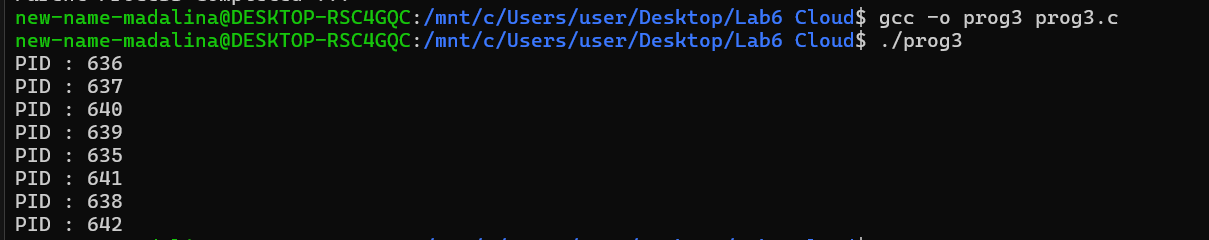 new-name-madalina@DESKTOP-RSC4GQC:/mnt/c/Users/user/Desktop/Lab6 Cloud$ gcc -o prog3 prog3.c
new-name-madalina@DESKTOP-RSC4GQC:/mnt/c/Users/user/Desktop/Lab6 Cloud$ ./prog3
PID : 636
PID : 637
PID : 640
PID : 639
PID : 635
PID : 641
PID : 638
PID : 642